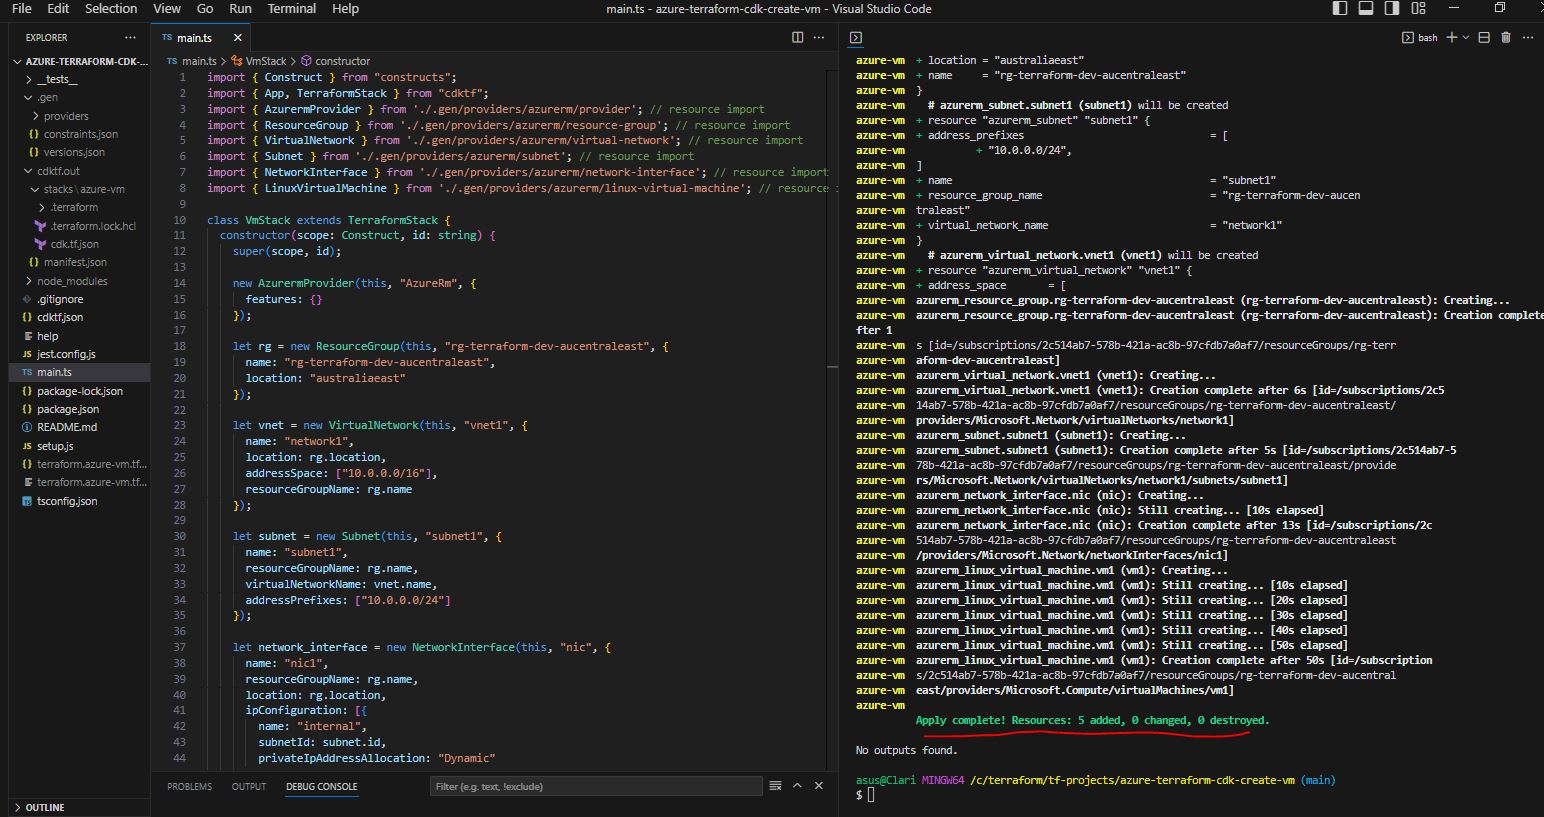 File Edit Selection View Go Run Terminal Help
main.ts - azure-terraform-cdk-create-vm - Visual Studio Code
EXPLORER
AZURE-TERRAFORM-CDK-...
__tests__
.gen
providers
constraints.json
versions.json
cdktf.out
stacks \ azure-vm
.terraform
.terraform.lock.hcl
cdk.tf.json
manifest.json
node_modules
.gitignore
cdktf.json
help
jest.config.js
main.ts
package-lock.json
package.json
README.md
setup.js
terraform.azure-vm.tf...
terraform.azure-vm.tf...
tsconfig.json
OUTLINE
TS main.ts
TS main.ts > VmStack > constructor
1 import { Construct } from "constructs";
2 import { App, TerraformStack } from "cdktf";
3 import { AzurermProvider } from './.gen/providers/azurerm/provider'; // resource import
4 import { ResourceGroup } from './.gen/providers/azurerm/resource-group'; // resource import
5 import { VirtualNetwork } from './.gen/providers/azurerm/virtual-network'; // resource import
6 import { Subnet } from './.gen/providers/azurerm/subnet'; // resource import
7 import { NetworkInterface } from './.gen/providers/azurerm/network-interface'; // resource import
8 import { LinuxVirtualMachine } from './.gen/providers/azurerm/linux-virtual-machine'; // resource
9
10 class VmStack extends TerraformStack {
11 constructor(scope: Construct, id: string) {
12 super(scope, id);
13
14 new AzurermProvider(this, "AzureRm", {
15 features: {}
16 });
17
18 let rg = new ResourceGroup(this, "rg-terraform-dev-aucentraleast", {
19 name: "rg-terraform-dev-aucentraleast",
20 location: "australiaeast"
21 });
22
23 let vnet = new VirtualNetwork(this, "vnet1", {
24 name: "network1",
25 location: rg.location,
26 addressSpace: ["10.0.0.0/16"],
27 resourceGroupName: rg.name
28 });
29
30 let subnet = new Subnet(this, "subnet1", {
31 name: "subnet1",
32 resourceGroupName: rg.name,
33 virtualNetworkName: vnet.name,
34 addressPrefixes: ["10.0.0.0/24"]
35 });
36
37 let network_interface = new NetworkInterface(this, "nic", {
38 name: "nic1",
39 resourceGroupName: rg.name,
40 location: rg.location,
41 ipConfiguration: [{
42 name: "internal",
43 subnetId: subnet.id,
44 privateIpAddressAllocation: "Dynamic"
PROBLEMS OUTPUT DEBUG CONSOLE
Filter (e.g. text, !exclude)
bash
azure-vm + location = "australiaeast"
azure-vm + name = "rg-terraform-dev-aucentraleast"
azure-vm }
azure-vm # azurerm_subnet.subnet1 (subnet1) will be created
azure-vm + resource "azurerm_subnet" "subnet1" {
azure-vm + address_prefixes = [
azure-vm + "10.0.0.0/24",
azure-vm ]
azure-vm + name = "subnet1"
azure-vm + resource_group_name = "rg-terraform-dev-aucen
azure-vm traleast"
azure-vm + virtual_network_name = "network1"
azure-vm }
azure-vm # azurerm_virtual_network.vnet1 (vnet1) will be created
azure-vm + resource "azurerm_virtual_network" "vnet1" {
azure-vm + address_space = [
azure-vm azurerm_resource_group.rg-terraform-dev-aucentraleast (rg-terraform-dev-aucentraleast): Creating...
azure-vm azurerm_resource_group.rg-terraform-dev-aucentraleast (rg-terraform-dev-aucentraleast): Creation complete
fter 1
azure-vm s [id=/subscriptions/2c514ab7-578b-421a-ac8b-97cfdb7a0af7/resourceGroups/rg-terr
azure-vm aform-dev-aucentraleast]
azure-vm azurerm_virtual_network.vnet1 (vnet1): Creating...
azure-vm azurerm_virtual_network.vnet1 (vnet1): Creation complete after 6s [id=/subscriptions/2c5
azure-vm 14ab7-578b-421a-ac8b-97cfdb7a0af7/resourceGroups/rg-terraform-dev-aucentraleast/
azure-vm providers/Microsoft.Network/virtualNetworks/network1]
azure-vm azurerm_subnet.subnet1 (subnet1): Creating...
azure-vm azurerm_subnet.subnet1 (subnet1): Creation complete after 5s [id=/subscriptions/2c514ab7-5
azure-vm 78b-421a-ac8b-97cfdb7a0af7/resourceGroups/rg-terraform-dev-aucentraleast/provide
azure-vm rs/Microsoft.Network/virtualNetworks/network1/subnets/subnet1]
azure-vm azurerm_network_interface.nic (nic): Creating...
azure-vm azurerm_network_interface.nic (nic): Still creating... [10s elapsed]
azure-vm azurerm_network_interface.nic (nic): Creation complete after 13s [id=/subscriptions/2c
azure-vm 514ab7-578b-421a-ac8b-97cfdb7a0af7/resourceGroups/rg-terraform-dev-aucentraleast
azure-vm /providers/Microsoft.Network/networkInterfaces/nic1]
azure-vm azurerm_linux_virtual_machine.vm1 (vm1): Creating...
azure-vm azurerm_linux_virtual_machine.vm1 (vm1): Still creating... [10s elapsed]
azure-vm azurerm_linux_virtual_machine.vm1 (vm1): Still creating... [20s elapsed]
azure-vm azurerm_linux_virtual_machine.vm1 (vm1): Still creating... [30s elapsed]
azure-vm azurerm_linux_virtual_machine.vm1 (vm1): Still creating... [40s elapsed]
azure-vm azurerm_linux_virtual_machine.vm1 (vm1): Still creating... [50s elapsed]
azure-vm azurerm_linux_virtual_machine.vm1 (vm1): Creation complete after 50s [id=/subscription
azure-vm s/2c514ab7-578b-421a-ac8b-97cfdb7a0af7/resourceGroups/rg-terraform-dev-aucentral
azure-vm east/providers/Microsoft.Compute/virtualMachines/vm1]
azure-vm
Apply complete! Resources: 5 added, 0 changed, 0 destroyed.
No outputs found.
asus@Clari MINGW64 /c/terraform/tf-projects/azure-terraform-cdk-create-vm (main)
$